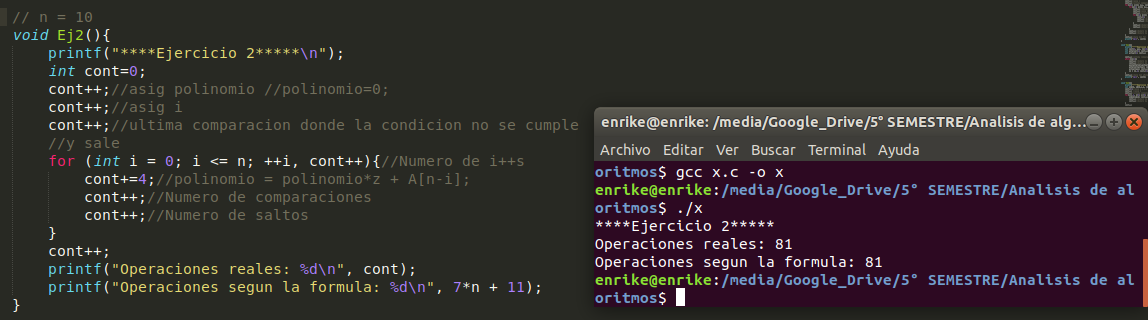 // n = 10
void Ej2(){
printf("****Ejercicio 2*****\n");
int cont=0;
cont++;//asig polinomio //polinomio=0;
cont++;//asig i
cont++;//ultima comparacion donde la condicion no se cumple
//y sale
for (int i = 0; i <= n; ++i, cont++){//Numero de i++s
cont+=4;//polinomio = polinomio*z + A[n-i];
cont++;//Numero de comparaciones
cont++;//Numero de saltos
}
cont++;
printf("Operaciones reales: %d\n", cont);
printf("Operaciones segun la formula: %d\n", 7*n + 11);
}
enrike@enrike: /media/Google_Drive/5° SEMESTRE/Analisis de alg...
Archivo Editar Ver Buscar Terminal Ayuda
oritmos$ gcc x.c -o x
enrike@enrike:/media/Google_Drive/5° SEMESTRE/Analisis de al
oritmos$ ./x
****Ejercicio 2*****
Operaciones reales: 81
Operaciones segun la formula: 81
enrike@enrike:/media/Google_Drive/5° SEMESTRE/Analisis de al
oritmos$